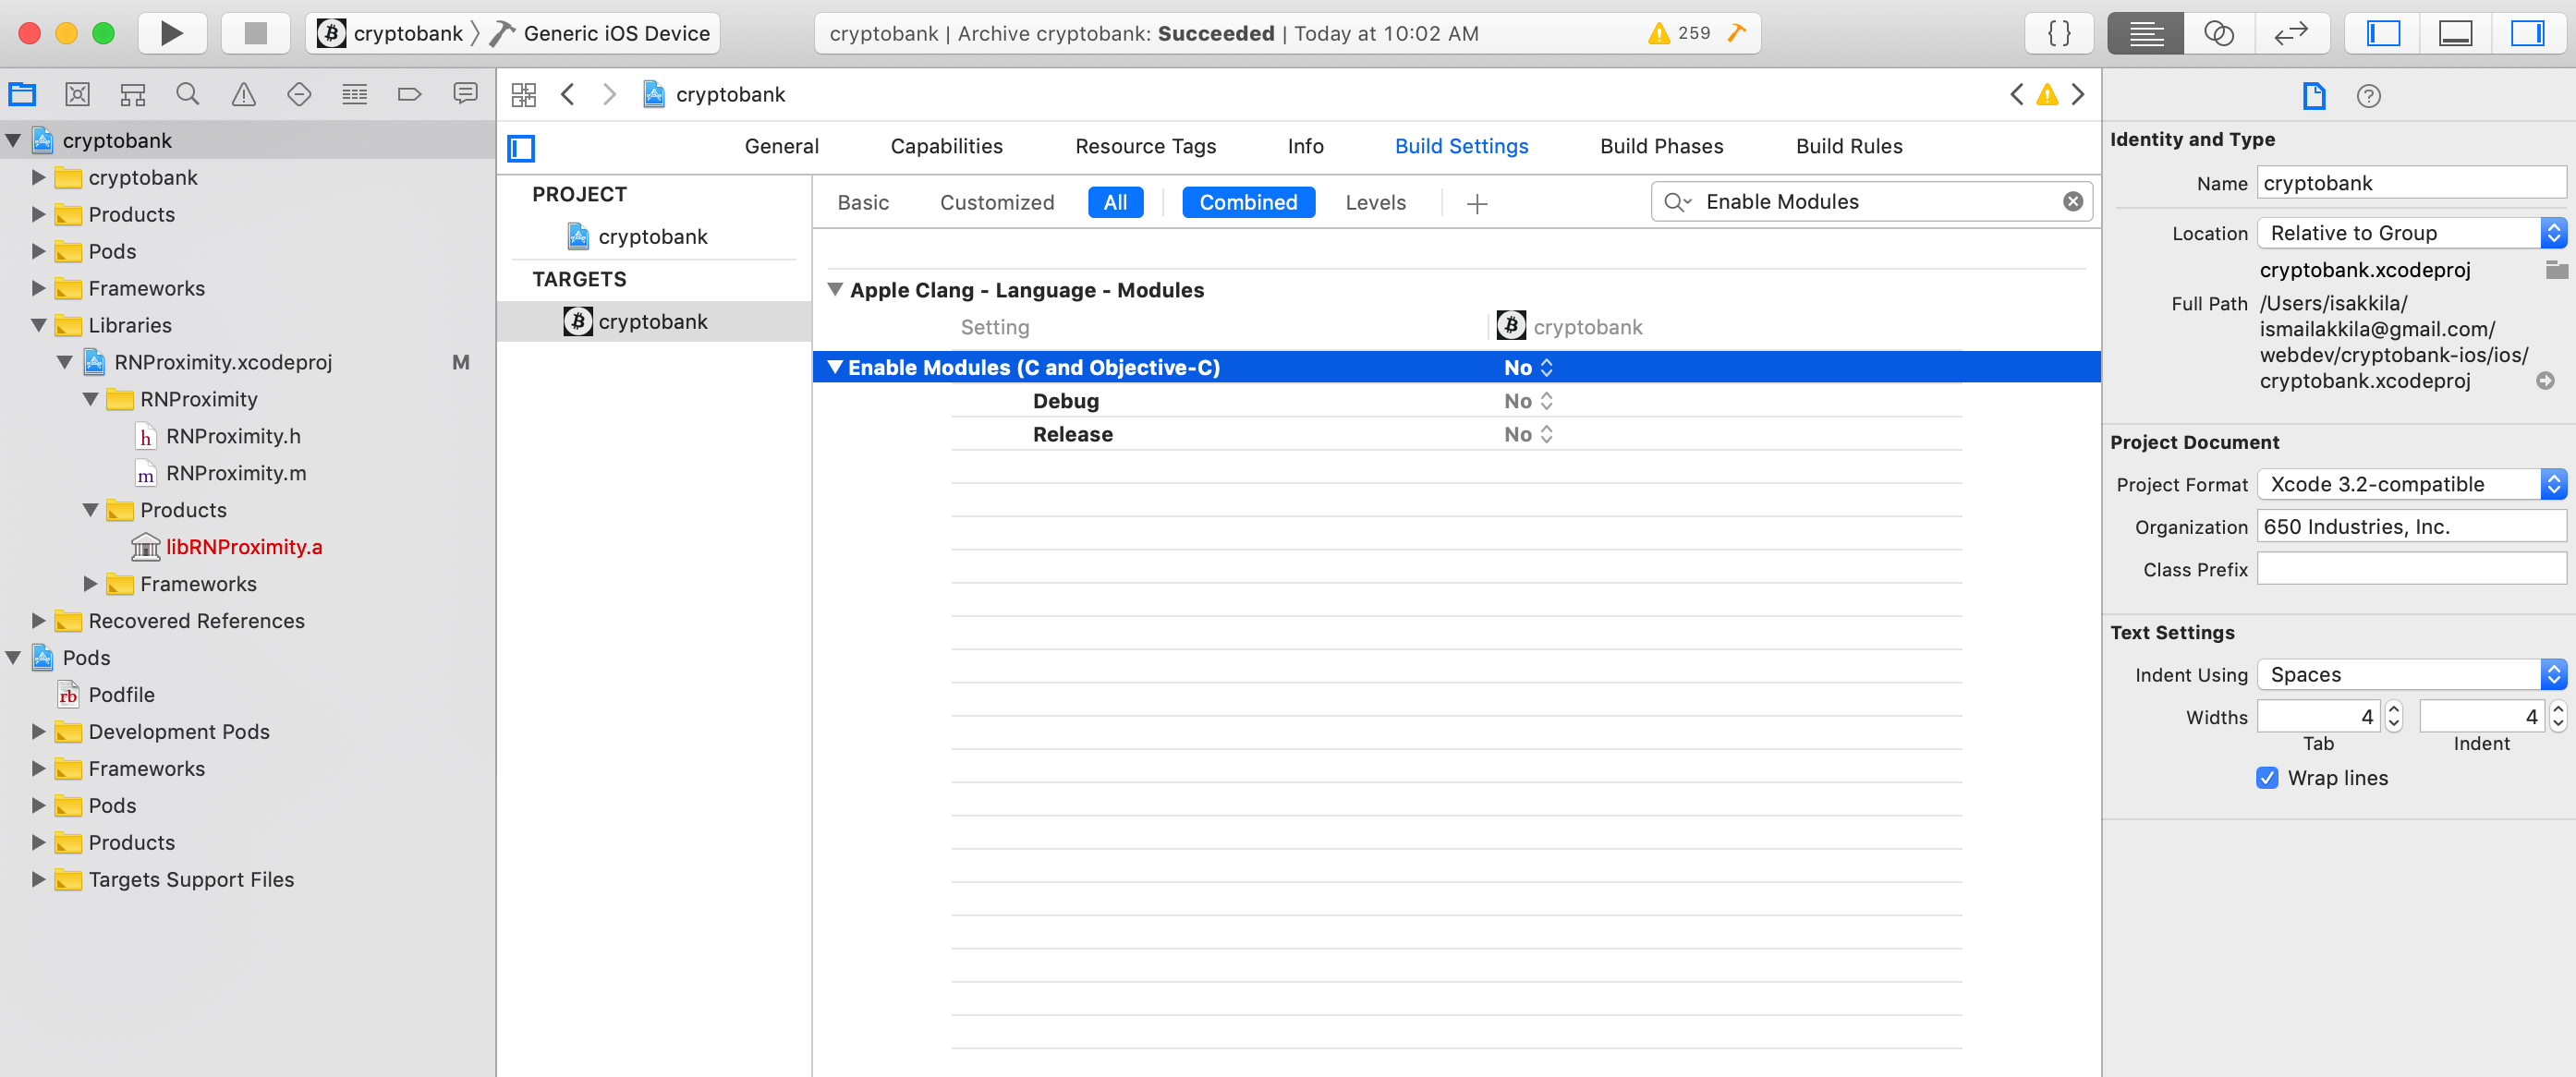 cryptobank Generic iOS Device
cryptobank | Archive cryptobank: Succeeded | Today at 10:02 AM 259
{ }
cryptobank
cryptobank
Products
Pods
Frameworks
Libraries
RNProximity.xcodeproj M
RNProximity
h RNProximity.h
m RNProximity.m
Products
libRNProximity.a
Frameworks
Recovered References
Pods
rb Podfile
Development Pods
Frameworks
Pods
Products
Targets Support Files
cryptobank
General Capabilities Resource Tags Info Build Settings Build Phases Build Rules
PROJECT
cryptobank
TARGETS
cryptobank
Basic Customized All Combined Levels + Enable Modules
Apple Clang - Language - Modules
Setting cryptobank
Enable Modules (C and Objective-C) No
Debug No
Release No
Identity and Type
Name cryptobank
Location Relative to Group
cryptobank.xcodeproj
Full Path /Users/isakkila/
ismailakkila@gmail.com/
webdev/cryptobank-ios/ios/
cryptobank.xcodeproj
Project Document
Project Format Xcode 3.2-compatible
Organization 650 Industries, Inc.
Class Prefix
Text Settings
Indent Using Spaces
Widths 4 4
Tab Indent
Wrap lines